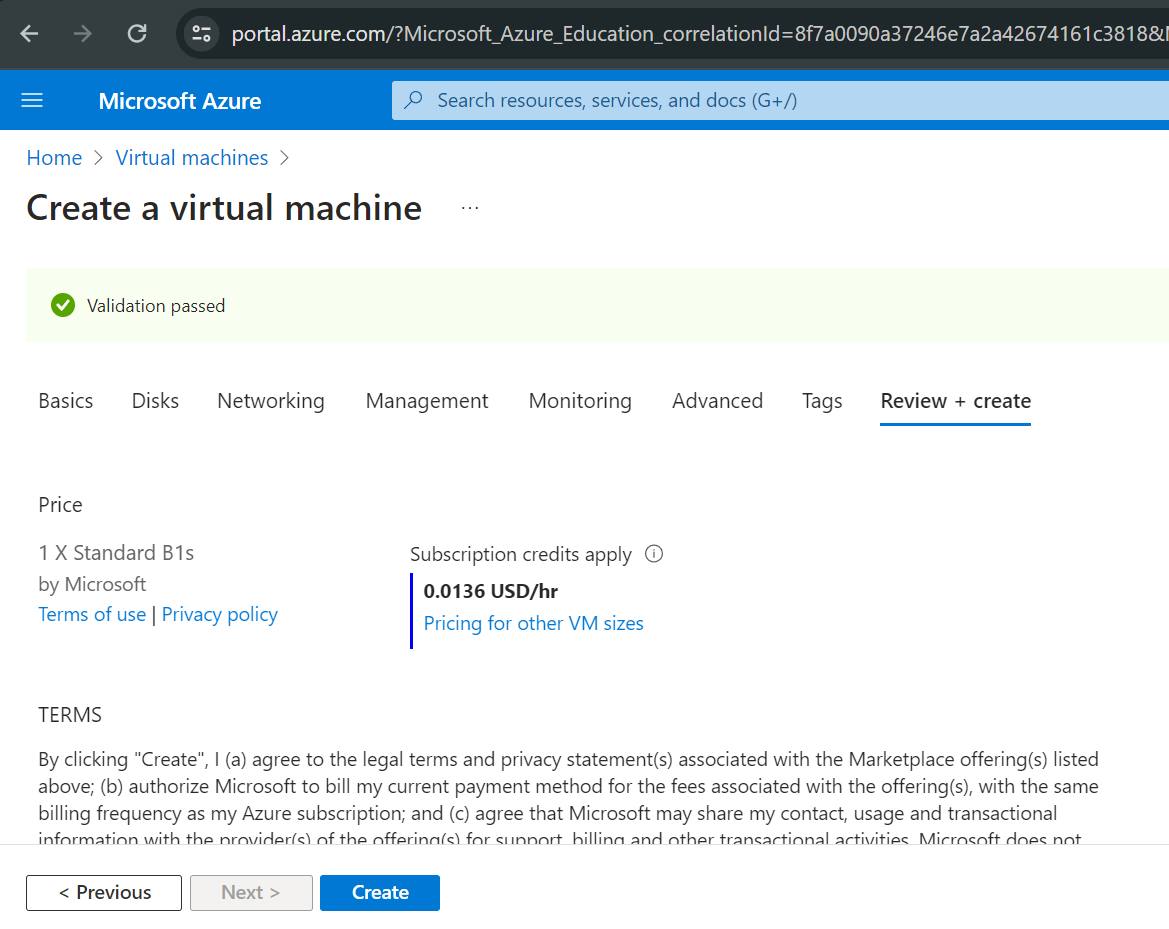 portal.azure.com/?Microsoft_Azure_Education_correlationId=8f7a0090a37246e7a2a42674161c3818&
Microsoft Azure
Search resources, services, and docs (G+/)
Home > Virtual machines >
Create a virtual machine ...
Validation passed
Basics Disks Networking Management Monitoring Advanced Tags Review + create
Price
1 X Standard B1s
by Microsoft
Terms of use | Privacy policy
Subscription credits apply
0.0136 USD/hr
Pricing for other VM sizes
TERMS
By clicking "Create", I (a) agree to the legal terms and privacy statement(s) associated with the Marketplace offering(s) listed
above; (b) authorize Microsoft to bill my current payment method for the fees associated with the offering(s), with the same
billing frequency as my Azure subscription; and (c) agree that Microsoft may share my contact, usage and transactional
information with the provider(s) of the offering(s) for support, billing and other transactional activities. Microsoft does not
< Previous Next > Create